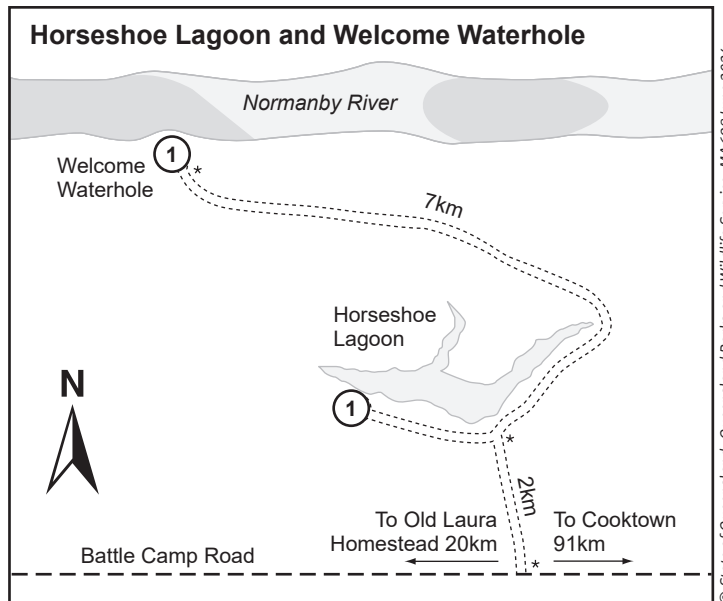 Horseshoe Lagoon and Welcome Waterhole
Normanby River
1
*
Welcome
Waterhole
7km
Horseshoe
Lagoon
1
*
N
2km
To Old Laura
Homestead 20km
To Cooktown
91km
*
Battle Camp Road